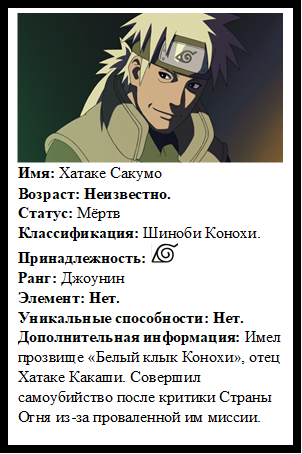 Имя: Хатаке Сакумо
Возраст: Неизвестно.
Статус: Мёртв
Классификация: Шиноби Конохи.
Принадлежность:
Ранг: Джоунин
Элемент: Нет.
Уникальные способности: Нет.
Дополнительная информация: Имел
прозвище «Белый клык Конохи», отец
Хатаке Какаши. Совершил
самоубийство после критики Страны
Огня из-за проваленной им миссии.